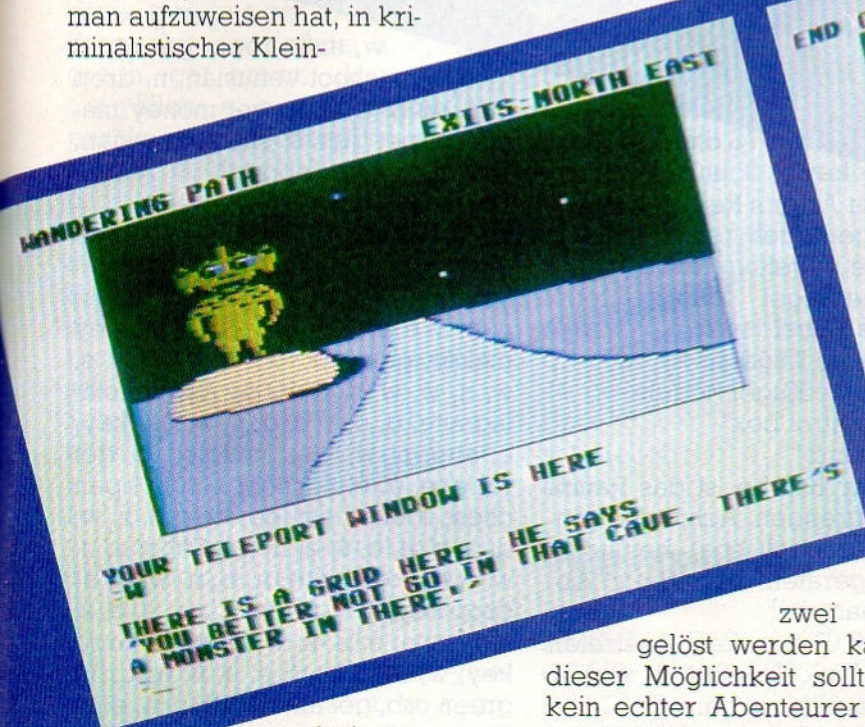 man aufzuweisen hat, in kri-
minalistischer Klein-
WANDERING PATH EXITS:NORTH EAST
YOUR TELEPORT WINDOW IS HERE
:W
THERE IS A GRUD HERE. HE SAYS
'YOU BETTER NOT GO IN THAT CAVE. THERE'S
A MONSTER IN THERE.'
:_
END
zwei
gelöst werden
dieser Möglichkeit
kein echter Abenteurer